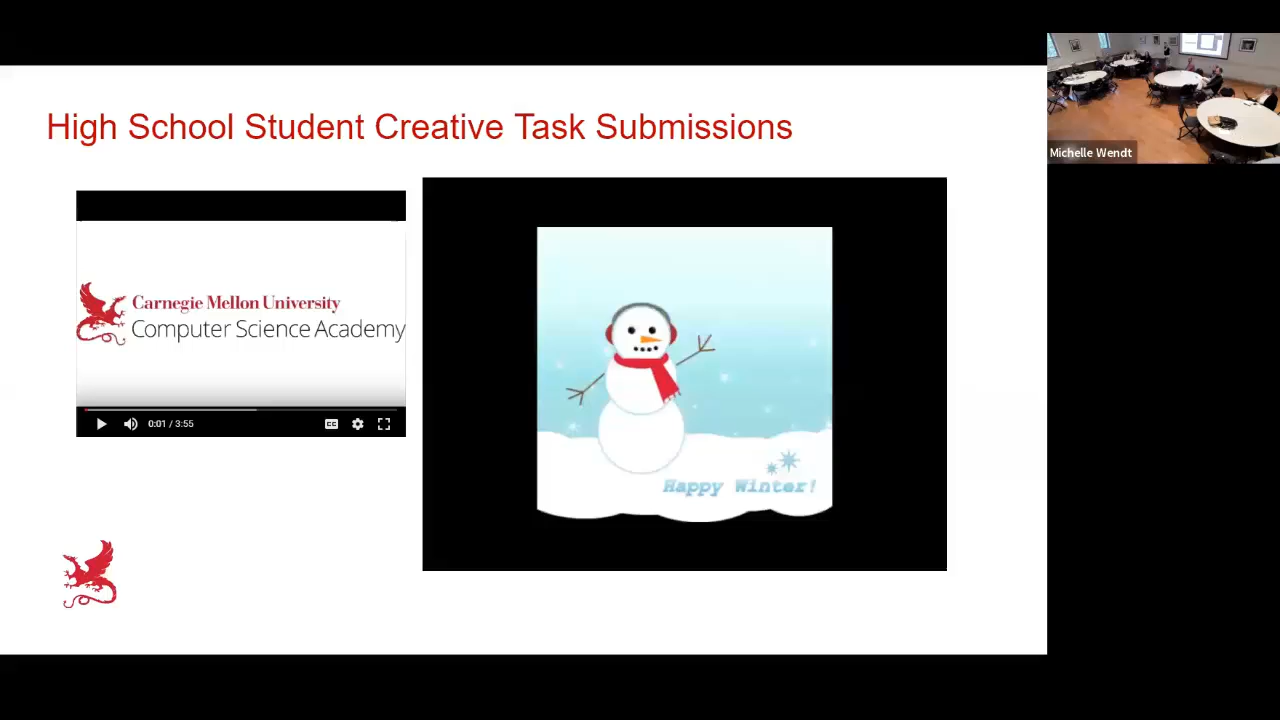 High School Student Creative Task Submissions
Michelle Wendt
Carnegie Mellon University
Computer Science Academy
0:01 / 3:55
CC
Happy Winter!